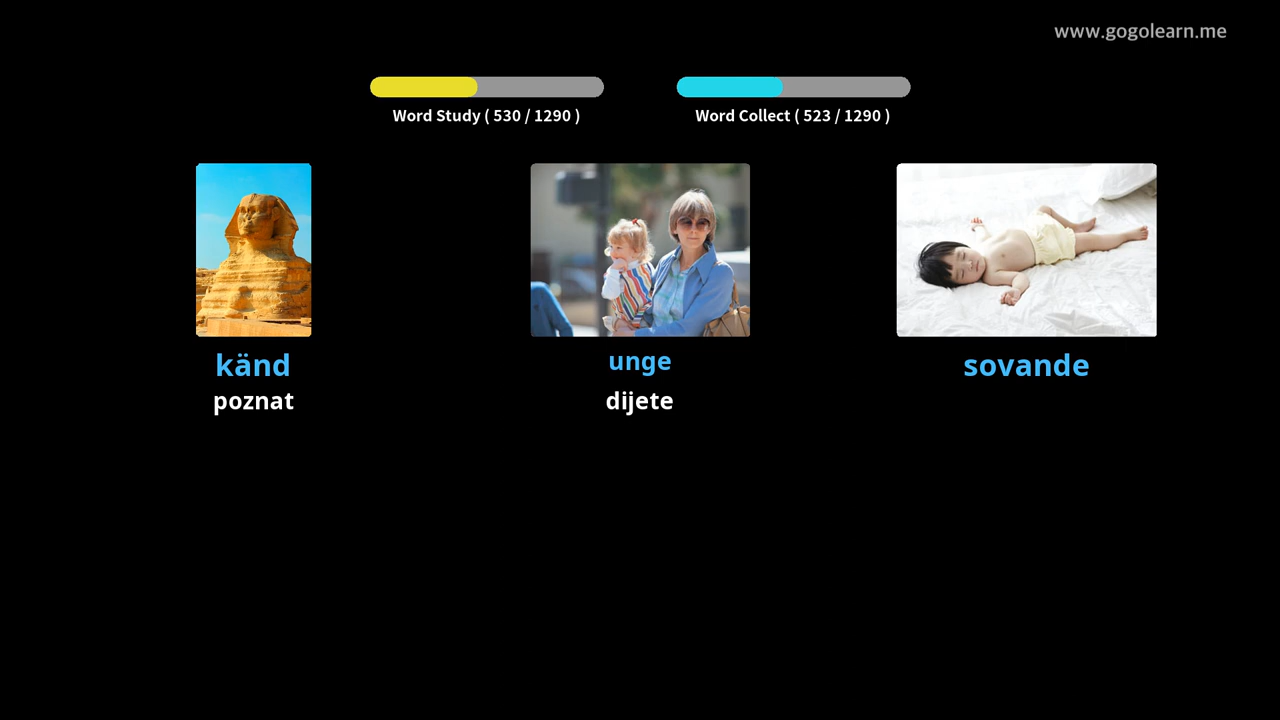 www.gogolearn.me
Word Study ( 530 / 1290 )
Word Collect ( 523 / 1290 )
känd
poznat
unge
dijete
sovande